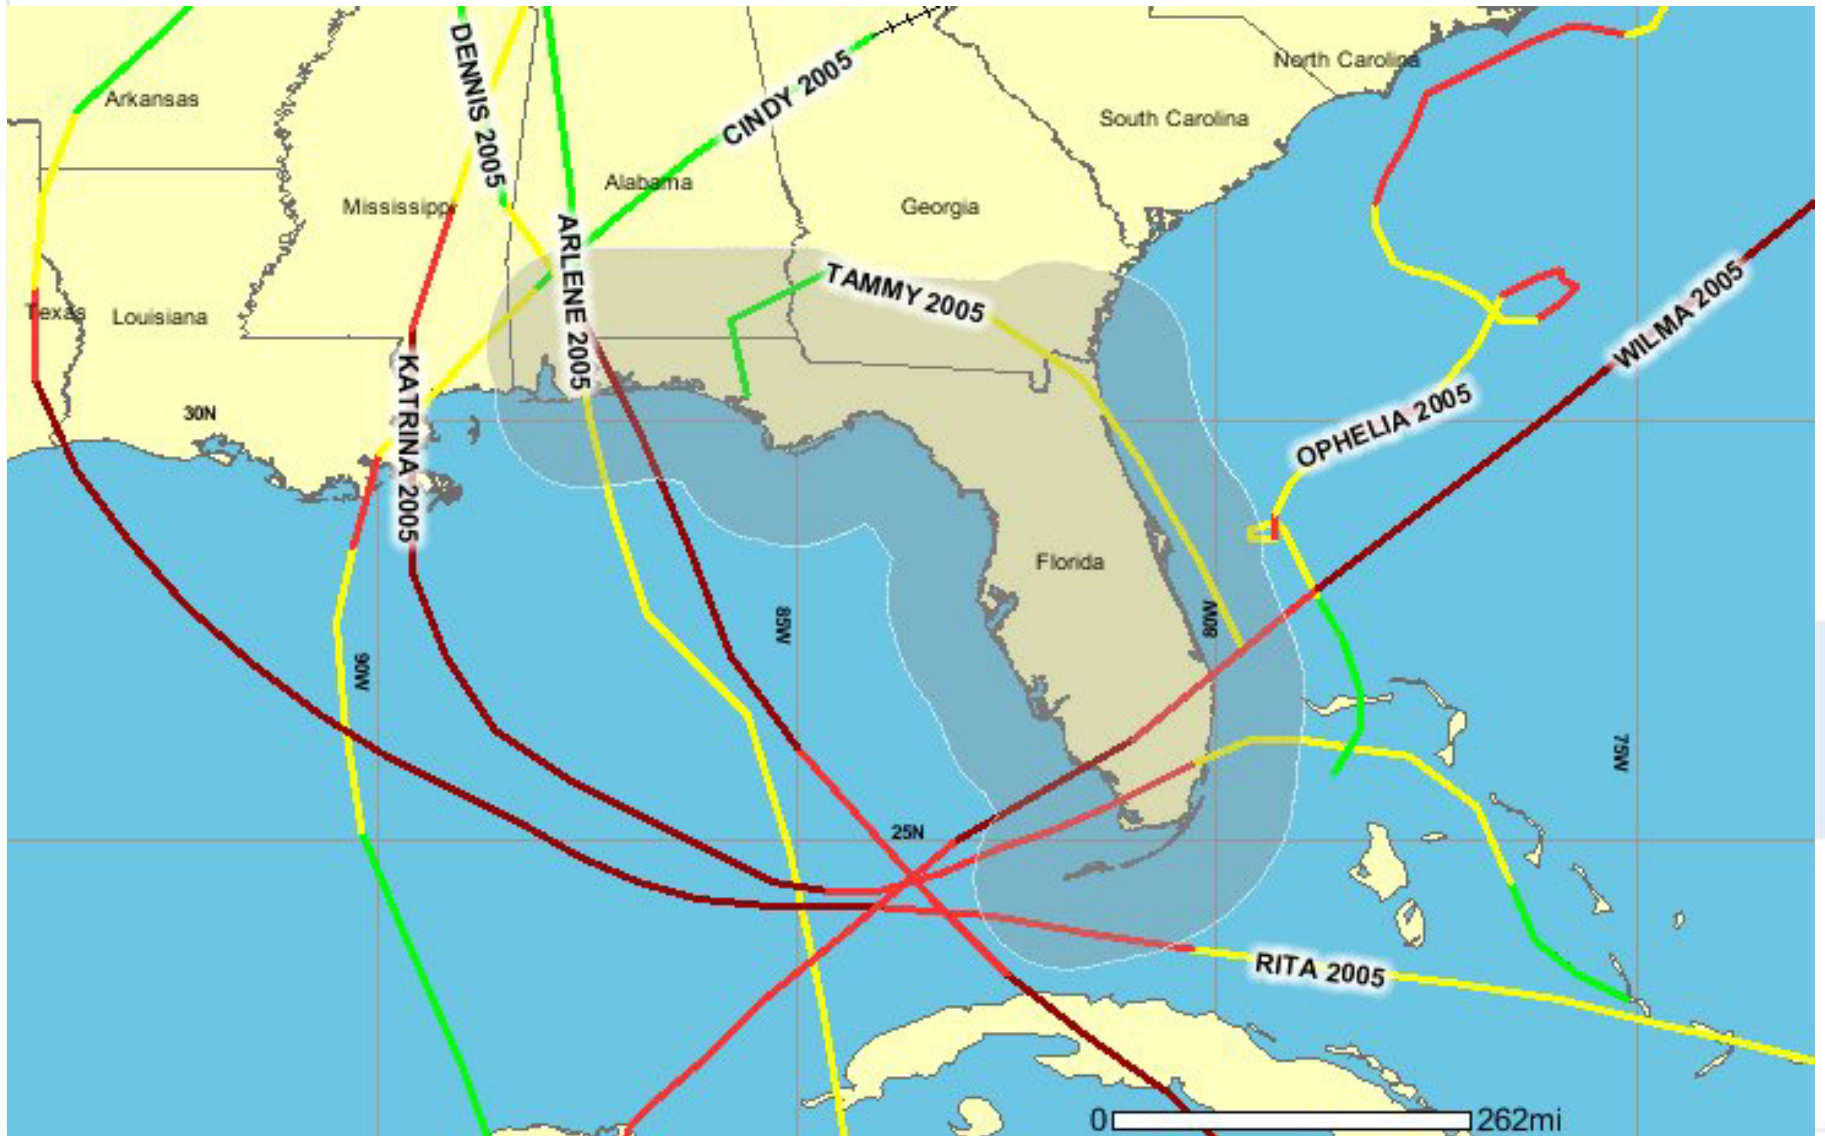 DENNIS 2005
CINDY 2005
North Carolina
Arkansas
South Carolina
Alabama
Mississippi
Georgia
ARLENE 2005
TAMMY 2005
WILMA 2005
Texas
Louisiana
KATRINA 2005
30N
OPHELIA 2005
Florida
85W
80W
90W
75W
25N
RITA 2005
0
262mi